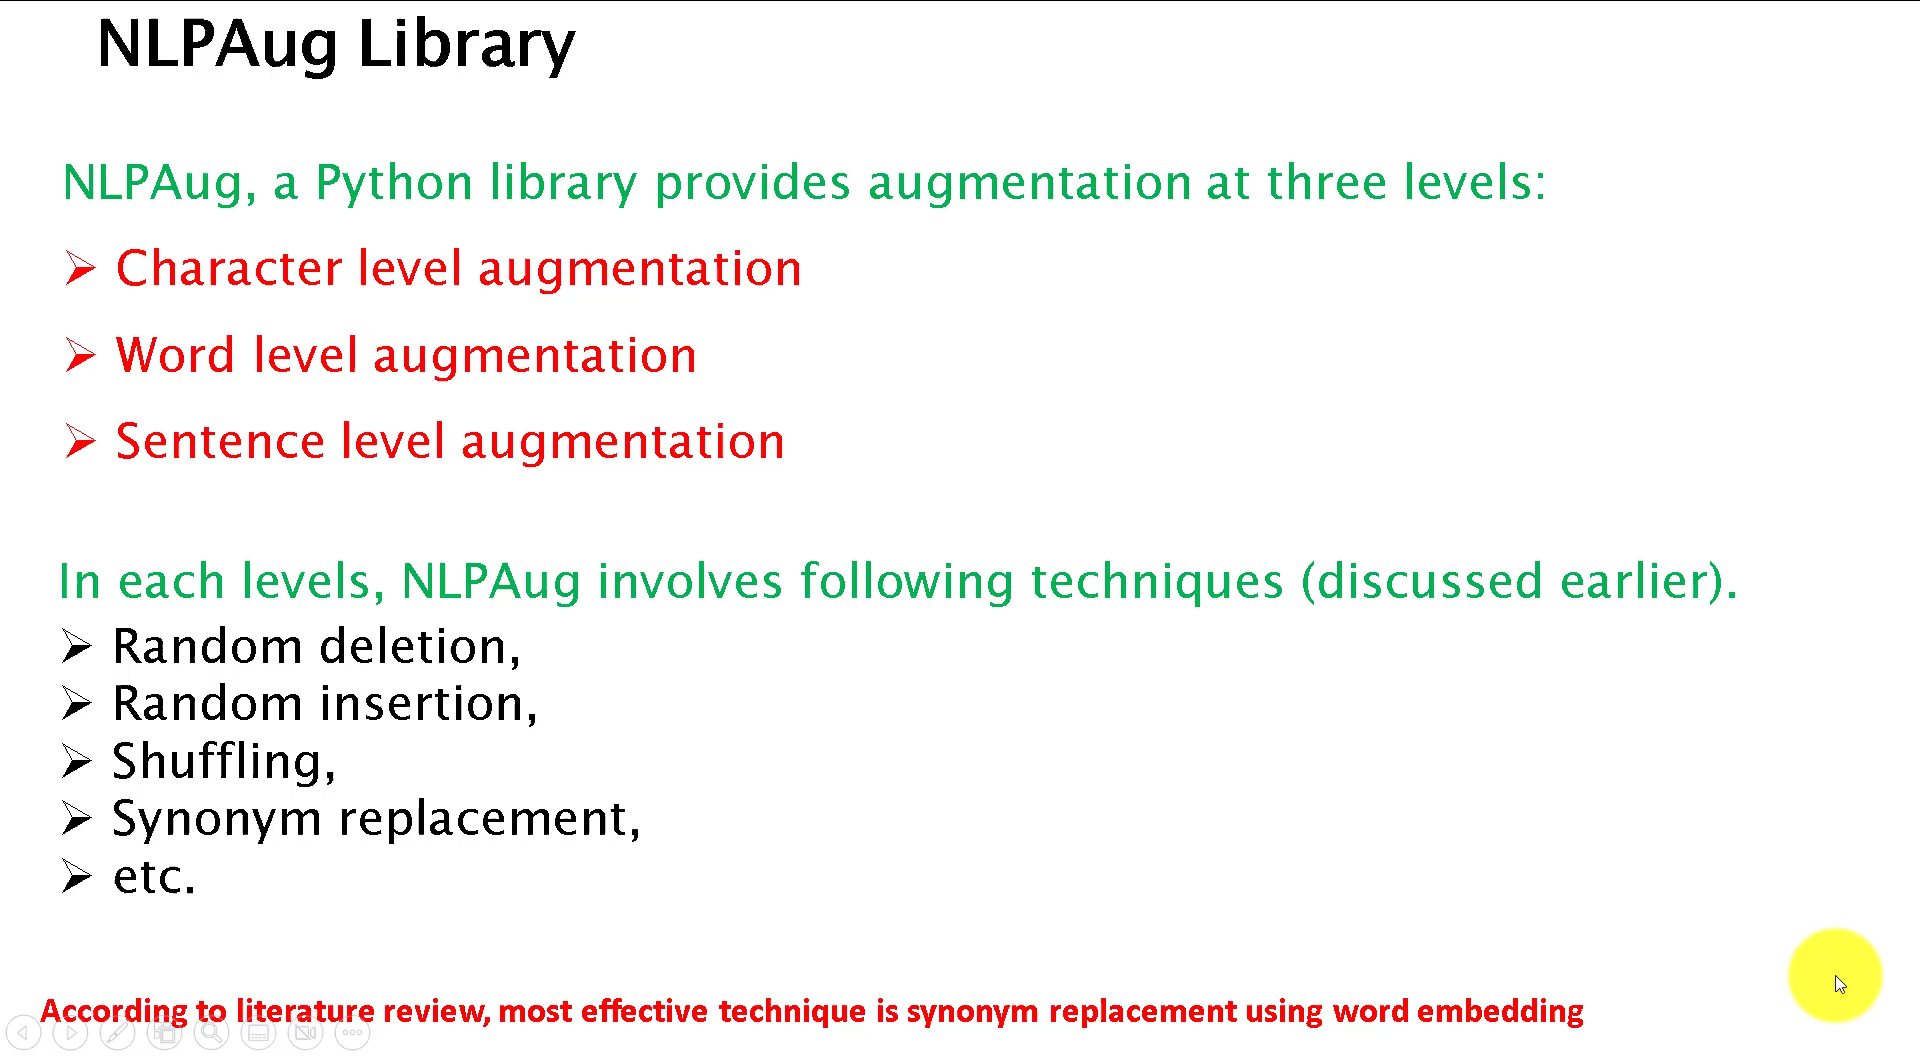 NLPAug Library
NLPAug, a Python library provides augmentation at three levels:
➢ Character level augmentation
➢ Word level augmentation
➢ Sentence level augmentation
In each levels, NLPAug involves following techniques (discussed earlier).
➢ Random deletion,
➢ Random insertion,
➢ Shuffling,
➢ Synonym replacement,
➢ etc.
According to literature review, most effective technique is synonym replacement using word embedding